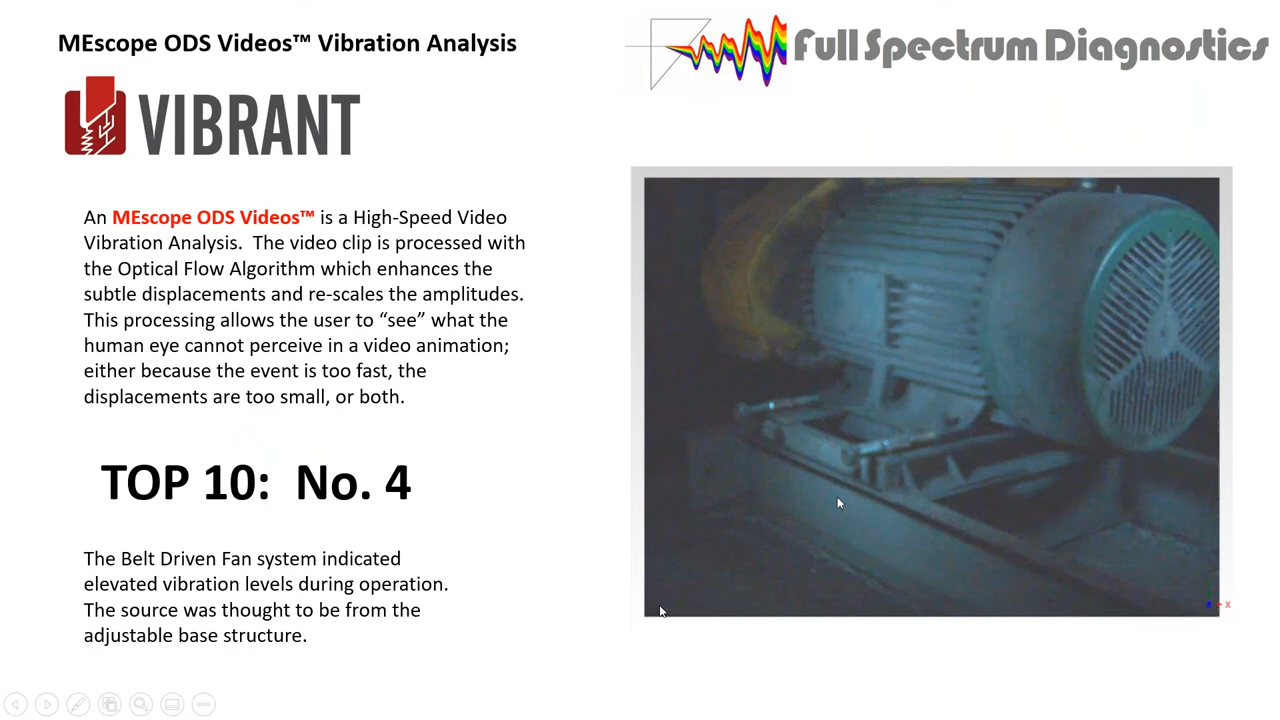 MEscope ODS Videos™ Vibration Analysis
Full Spectrum Diagnostics
VIBRANT
An MEscope ODS Videos™ is a High-Speed Video
Vibration Analysis.  The video clip is processed with
the Optical Flow Algorithm which enhances the
subtle displacements and re-scales the amplitudes.
This processing allows the user to “see” what the
human eye cannot perceive in a video animation;
either because the event is too fast, the
displacements are too small, or both.
TOP 10:  No. 4
The Belt Driven Fan system indicated
elevated vibration levels during operation.
The source was thought to be from the
adjustable base structure.
X